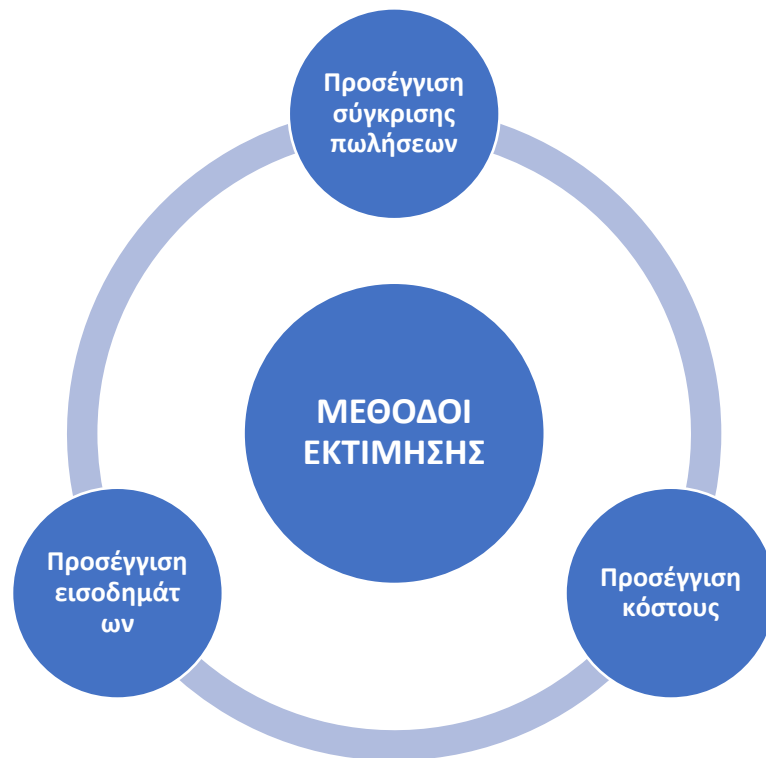 Προσέγγιση
σύγκρισης
πωλήσεων
ΜΕΘΟΔΟΙ
ΕΚΤΙΜΗΣΗΣ
Προσέγγιση
κόστους
Προσέγγιση
εισοδημάτ
ων